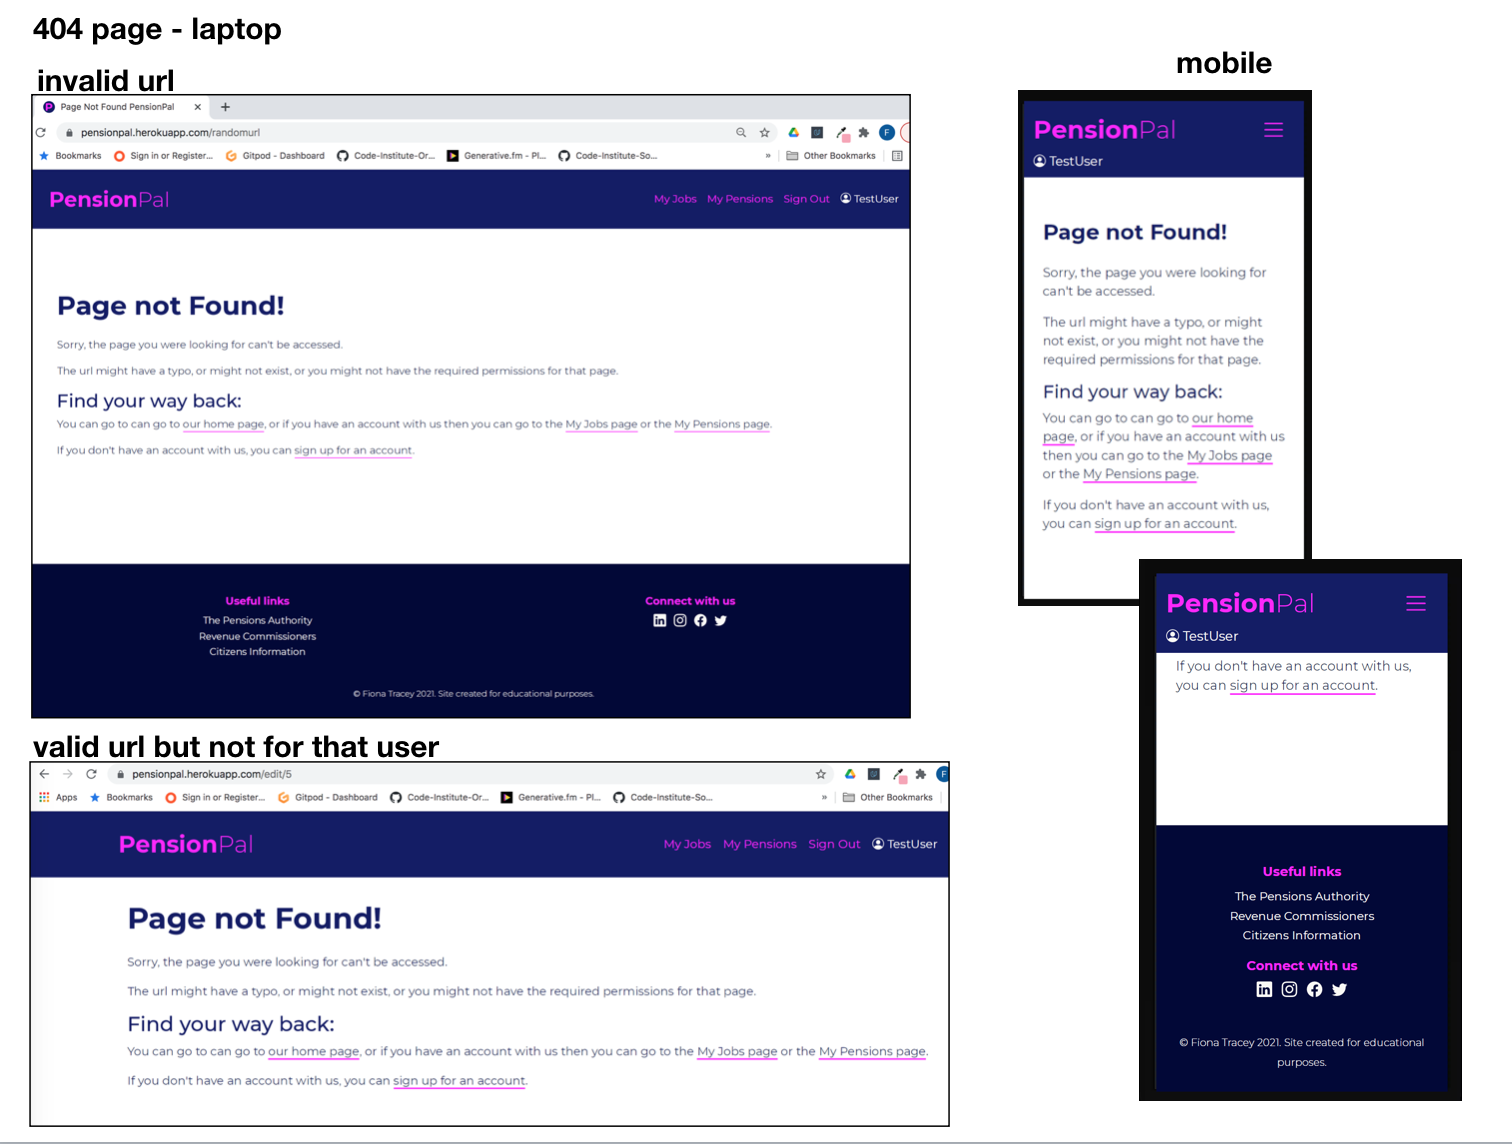 404 page - laptop
invalid url
Page Not Found PensionPal
pensionpal.herokuapp.com/randomurl
F
Bookmarks Sign in or Register... Gitpod - Dashboard Code-Institute-Or... Generative.fm - Pl... Code-Institute-So... » Other Bookmarks
PensionPal My Jobs My Pensions Sign Out TestUser
Page not Found!
Sorry, the page you were looking for can't be accessed.
The url might have a typo, or might not exist, or you might not have the required permissions for that page.
Find your way back:
You can go to can go to our home page, or if you have an account with us then you can go to the My Jobs page or the My Pensions page.
If you don't have an account with us, you can sign up for an account.
Useful links
The Pensions Authority
Revenue Commissioners
Citizens Information
Connect with us
© Fiona Tracey 2021. Site created for educational purposes.
valid url but not for that user
pensionpal.herokuapp.com/edit/5
F
Apps Bookmarks Sign in or Register... Gitpod - Dashboard Code-Institute-Or... Generative.fm - Pl... Code-Institute-So... » Other Bookmarks
PensionPal My Jobs My Pensions Sign Out TestUser
Page not Found!
Sorry, the page you were looking for can't be accessed.
The url might have a typo, or might not exist, or you might not have the required permissions for that page.
Find your way back:
You can go to can go to our home page, or if you have an account with us then you can go to the My Jobs page or the My Pensions page.
If you don't have an account with us, you can sign up for an account.
mobile
PensionPal
TestUser
Page not Found!
Sorry, the page you were looking for
can't be accessed.
The url might have a typo, or might
not exist, or you might not have the
required permissions for that page.
Find your way back:
You can go to can go to our home
page, or if you have an account with us
then you can go to the My Jobs page
or the My Pensions page.
If you don't have an account with us,
you can sign up for an account.
PensionPal
TestUser
If you don't have an account with us,
you can sign up for an account.
Useful links
The Pensions Authority
Revenue Commissioners
Citizens Information
Connect with us
© Fiona Tracey 2021. Site created for educational
purposes.